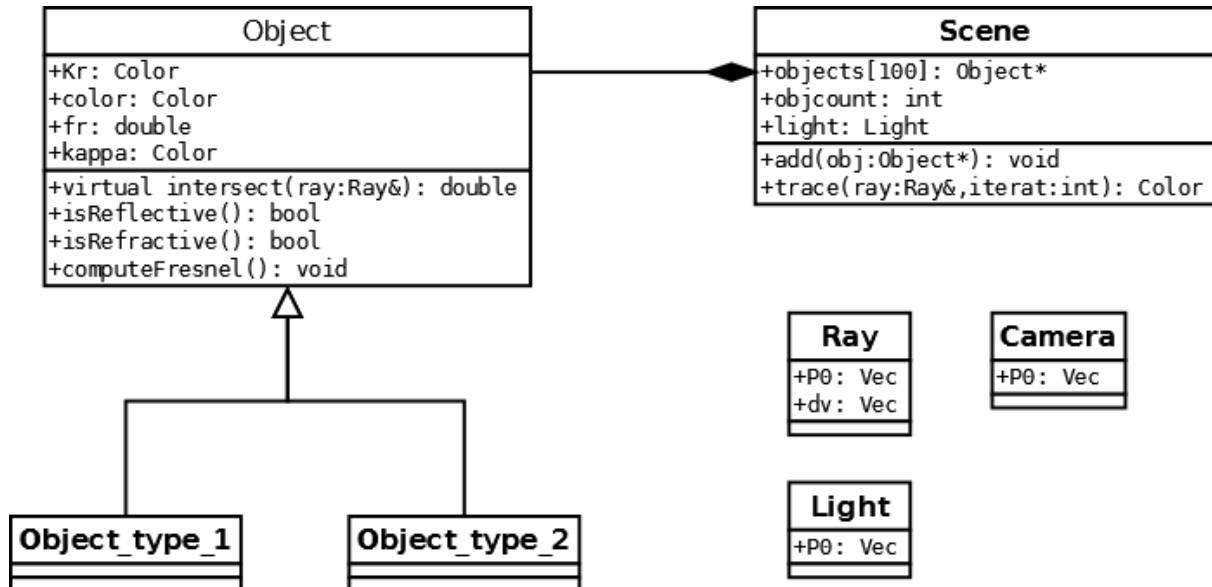 Object
+Kr: Color
+color: Color
+fr: double
+kappa: Color
+virtual intersect(ray:Ray&): double
+isReflective(): bool
+isRefractive(): bool
+computeFresnel(): void
Scene
+objects[100]: Object*
+objcount: int
+light: Light
+add(obj:Object*): void
+trace(ray:Ray&,iterat:int): Color
Ray
+P0: Vec
+dv: Vec
Camera
+P0: Vec
Light
+P0: Vec
Object_type_1
Object_type_2